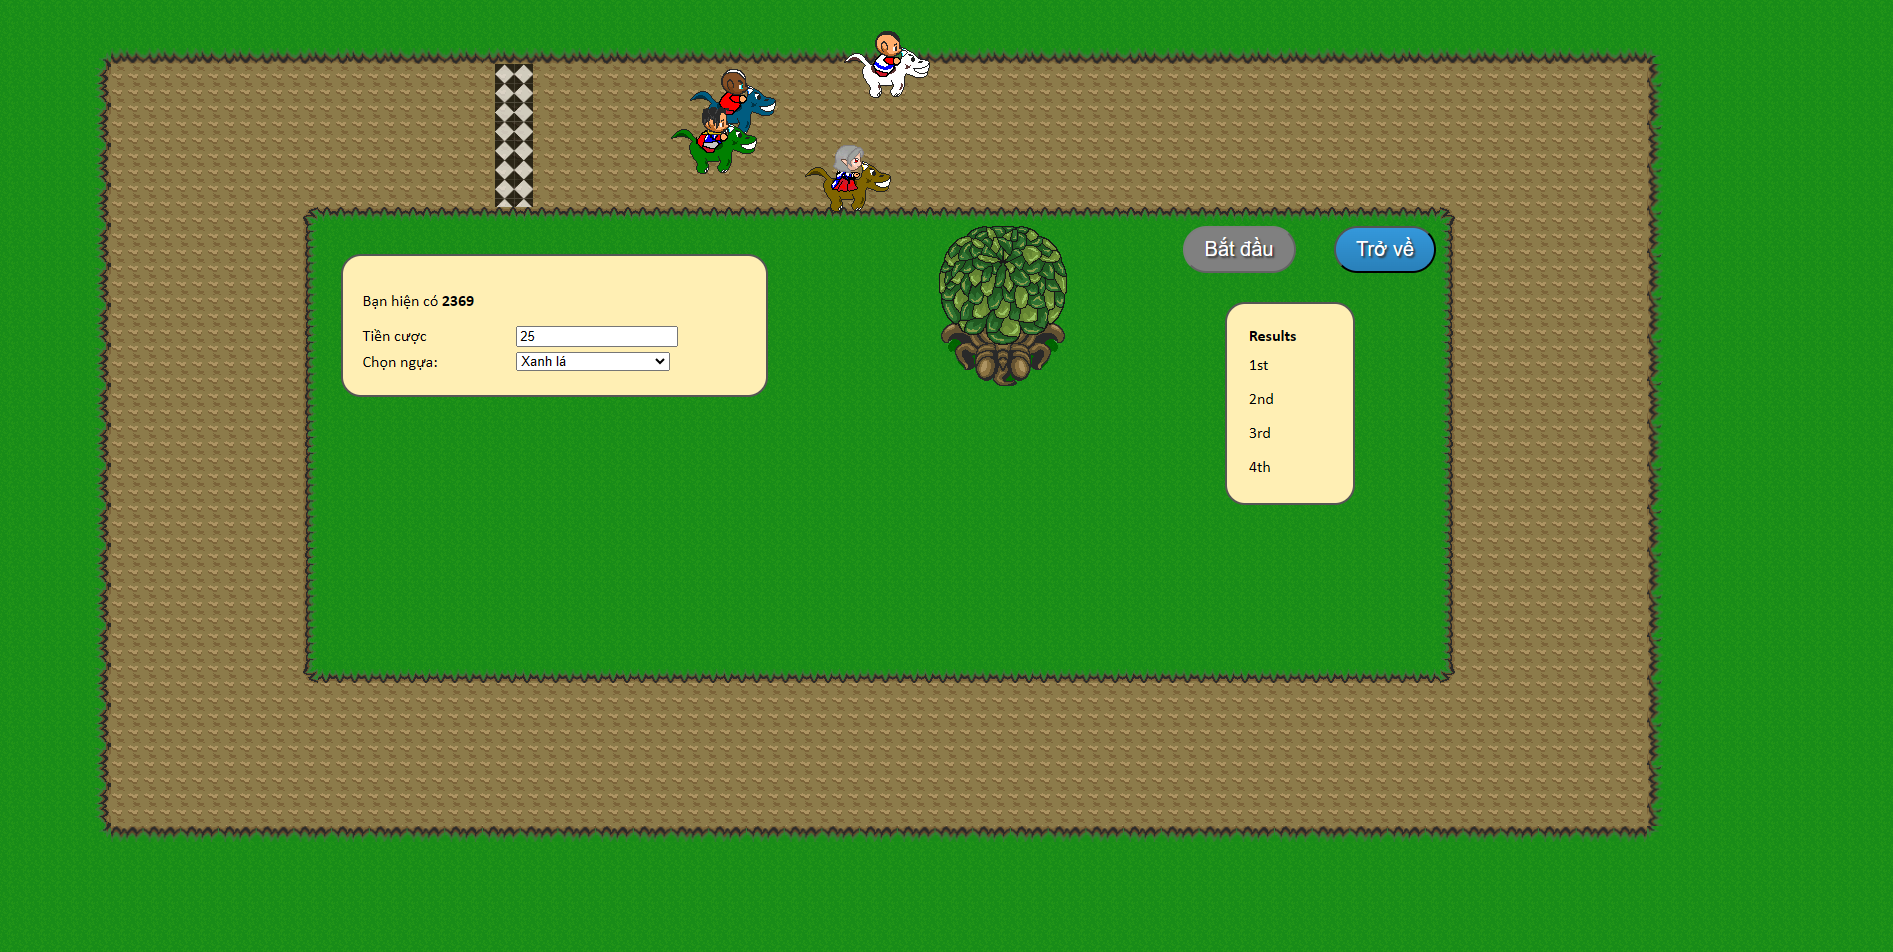 Bắt đầu
Trở về
Bạn hiện có 2369
Tiền cược 25
Chọn ngựa: Xanh lá
Results
1st
2nd
3rd
4th